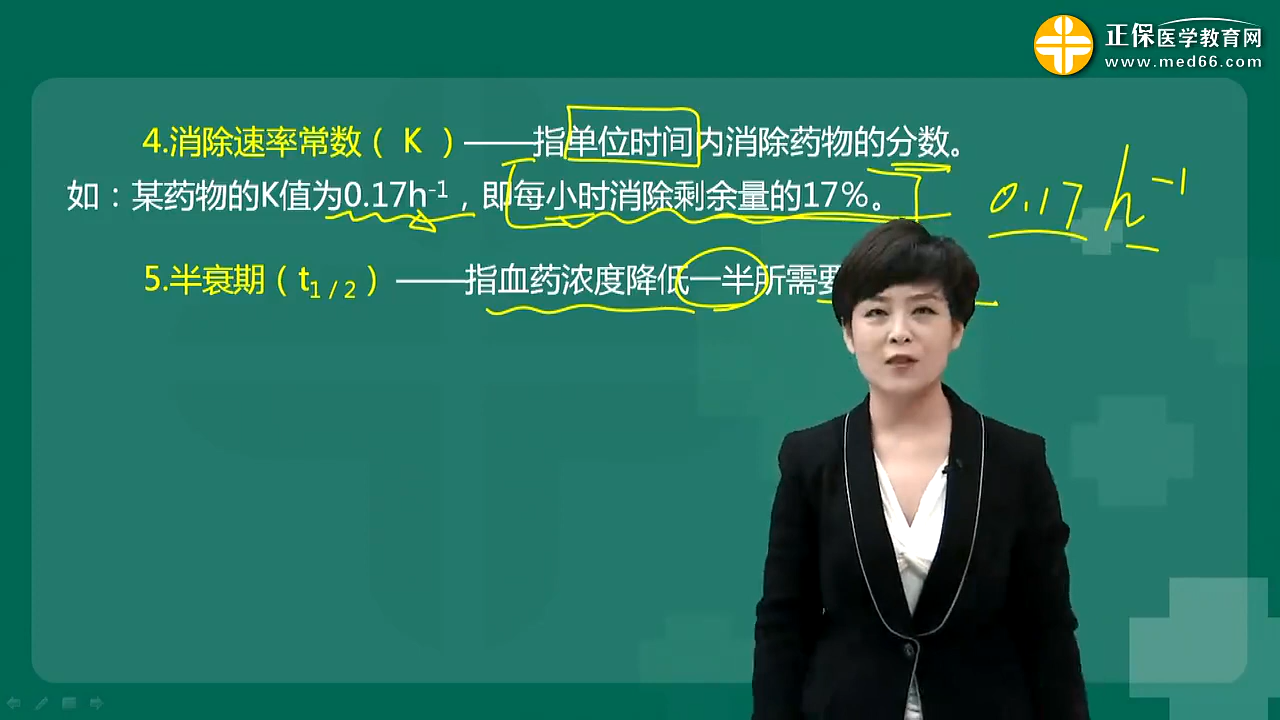 正保医学教育网
www.med66.com
4.消除速率常数（ K ）——指单位时间内消除药物的分数。
如：某药物的K值为0.17h-1，即每小时消除剩余量的17%。
0.17 h-1
5.半衰期（t1/2）——指血药浓度降低一半所需要